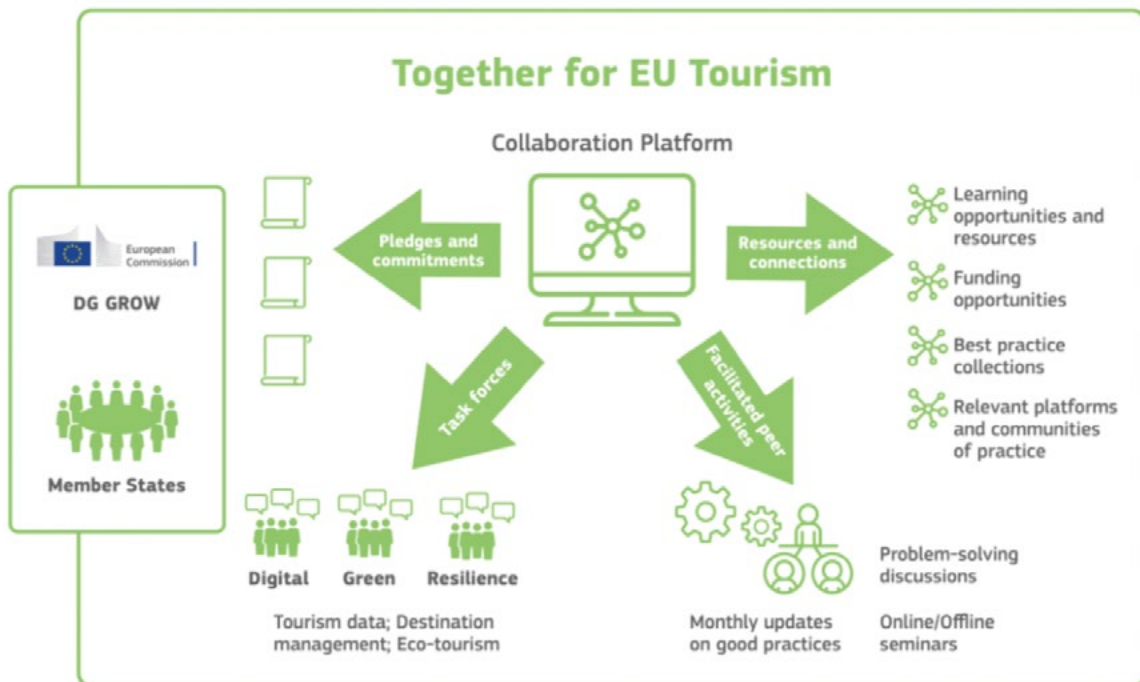 Together for EU Tourism
Collaboration Platform
European
Commission
DG GROW
Member States
Pledges and
commitments
Resources and
connections
Learning
opportunities and
resources
Funding
opportunities
Best practice
collections
Relevant platforms
and communities
of practice
Task forces
Facilitated peer
activities
Digital
Green
Resilience
Tourism data; Destination
management; Eco-tourism
Monthly updates
on good practices
Problem-solving
discussions
Online/Offline
seminars